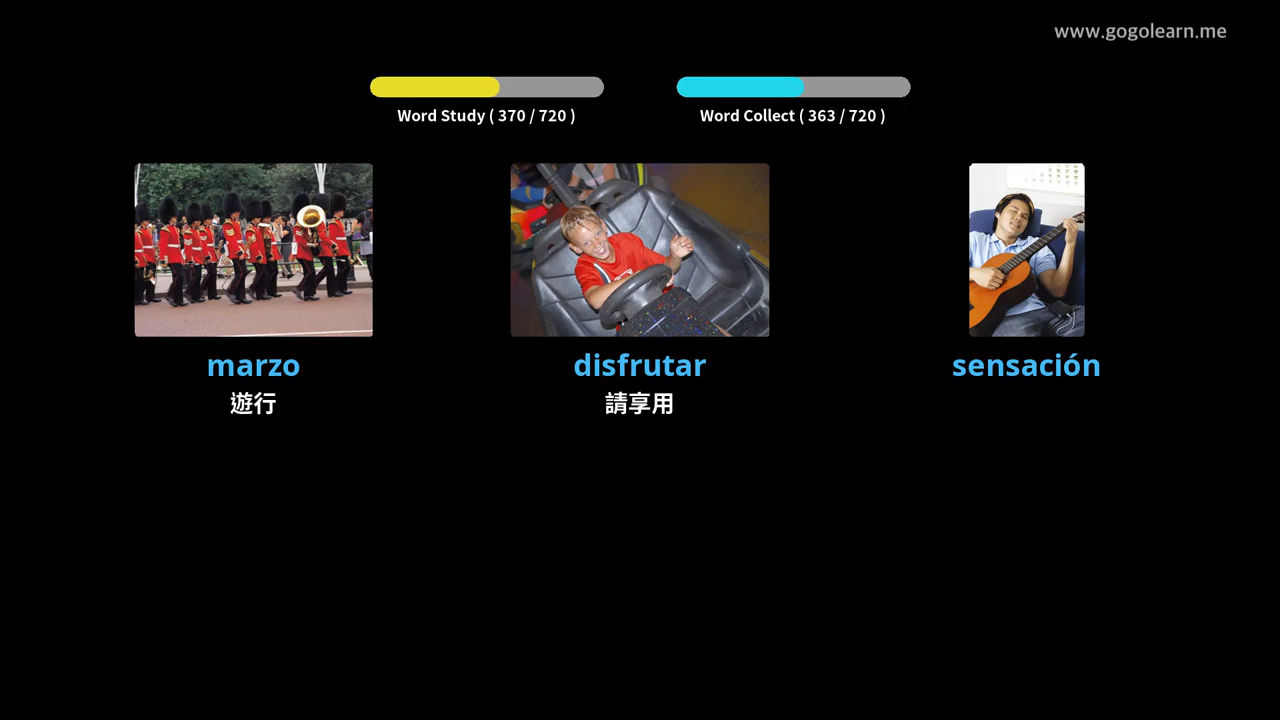 www.gogolearn.me
Word Study ( 370 / 720 )
Word Collect ( 363 / 720 )
marzo
disfrutar
sensación
遊行
請享用